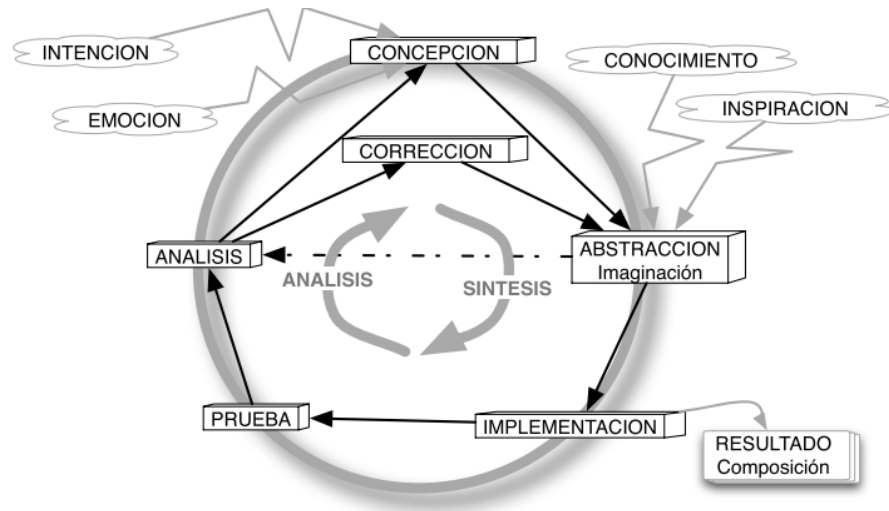 INTENCION
CONCEPCION
CONOCIMIENTO
INSPIRACION
EMOCION
CORRECCION
ANALISIS
ABSTRACCION
Imaginación
ANALISIS
SINTESIS
PRUEBA
IMPLEMENTACION
RESULTADO
Composición